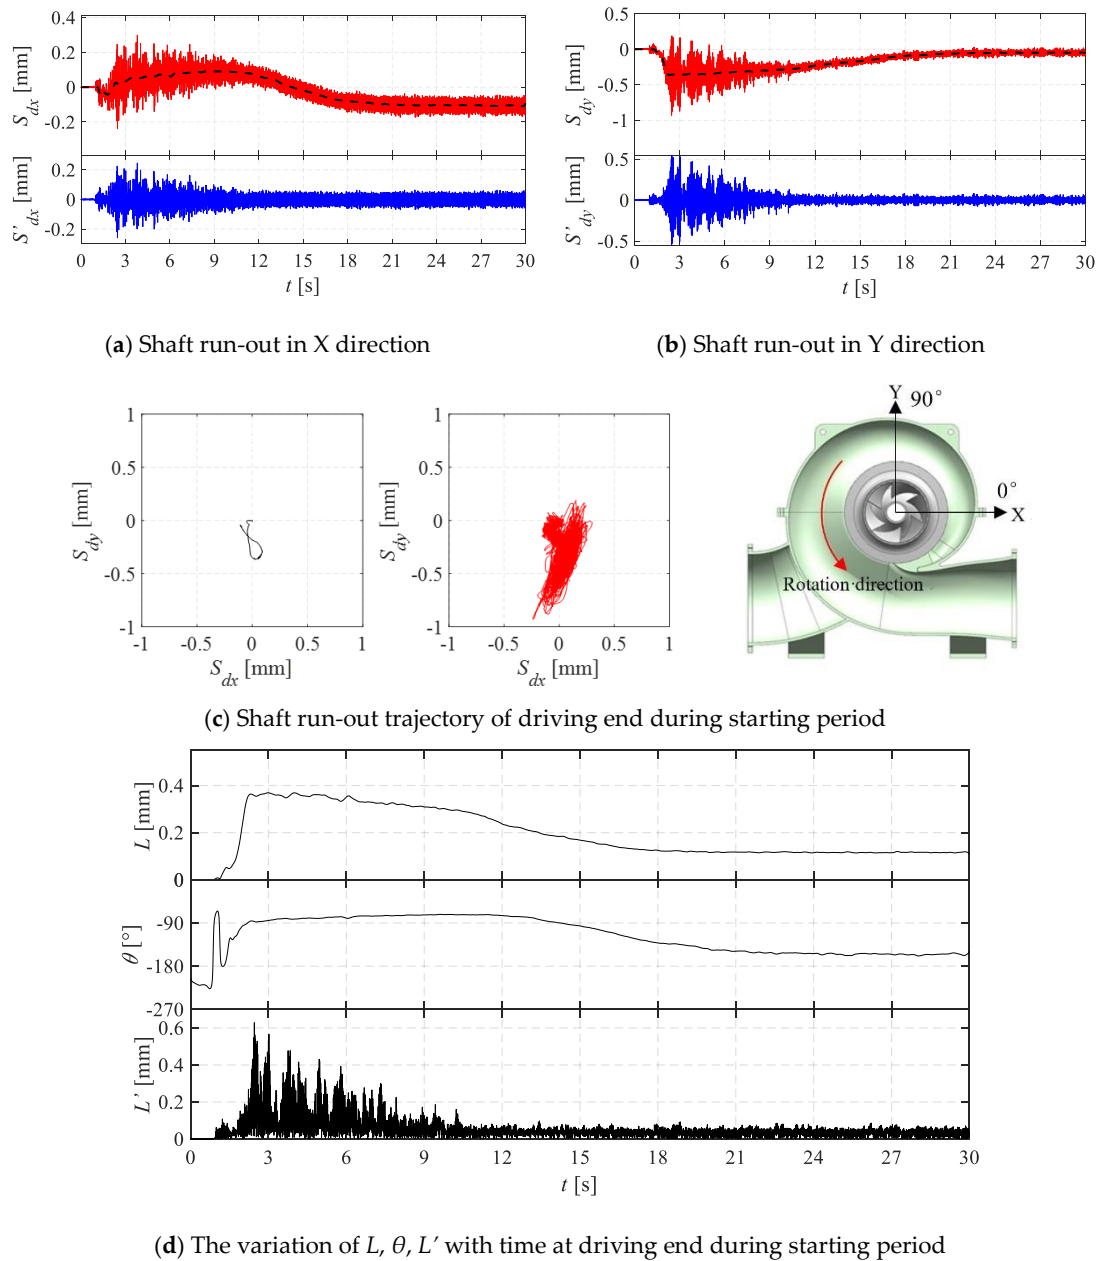 0.4
0.2
0
-0.2
S_dx [mm]
0.2
0
-0.2
S'_dx [mm]
0 3 6 9 12 15 18 21 24 27 30
t [s]
0.5
0
-0.5
-1
S_dy [mm]
0.5
0
-0.5
S'_dy [mm]
0 3 6 9 12 15 18 21 24 27 30
t [s]
(a) Shaft run-out in X direction
(b) Shaft run-out in Y direction
1
0.5
0
-0.5
-1
S_dy [mm]
-1 -0.5 0 0.5 1
S_dx [mm]
1
0.5
0
-0.5
-1
S_dy [mm]
-1 -0.5 0 0.5 1
S_dx [mm]
Y 90°
0°
X
Rotation·direction
(c) Shaft run-out trajectory of driving end during starting period
0.4
0.2
0
L [mm]
-90
-180
-270
θ [°]
0.6
0.4
0.2
0
L' [mm]
0 3 6 9 12 15 18 21 24 27 30
t [s]
(d) The variation of L, θ, L′ with time at driving end during starting period